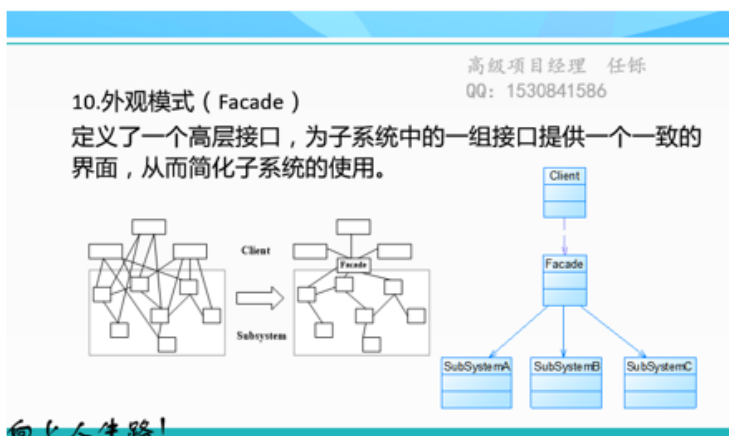 高级项目经理 任铄
QQ: 1530841586
10.外观模式（Facade）
定义了一个高层接口，为子系统中的一组接口提供一个一致的
界面，从而简化子系统的使用。
Client
Facade
Subsystem
Client
Facade
SubSystemA
SubSystemB
SubSystemC
向上人生路!